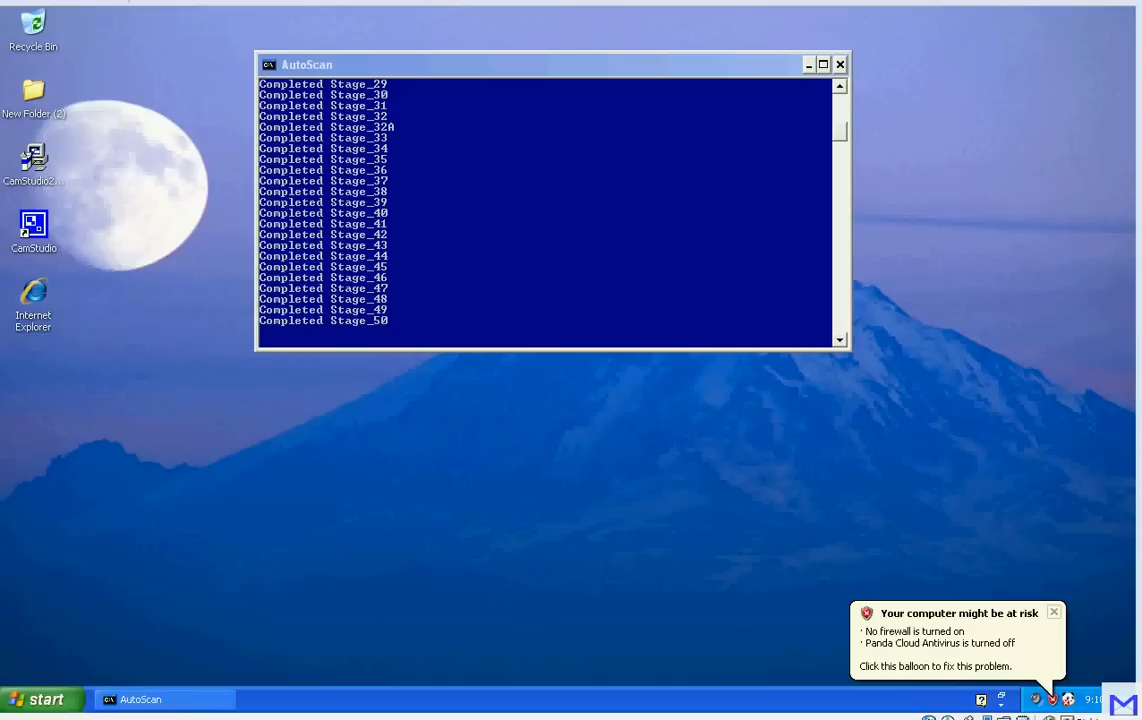 Recycle Bin
New Folder (2)
CamStudio2...
CamStudio
Internet
Explorer
AutoScan
Completed Stage_29
Completed Stage_30
Completed Stage_31
Completed Stage_32
Completed Stage_32A
Completed Stage_33
Completed Stage_34
Completed Stage_35
Completed Stage_36
Completed Stage_37
Completed Stage_38
Completed Stage_39
Completed Stage_40
Completed Stage_41
Completed Stage_42
Completed Stage_43
Completed Stage_44
Completed Stage_45
Completed Stage_46
Completed Stage_47
Completed Stage_48
Completed Stage_49
Completed Stage_50
Your computer might be at risk
· No firewall is turned on
· Panda Cloud Antivirus is turned off
Click this balloon to fix this problem.
start
AutoScan